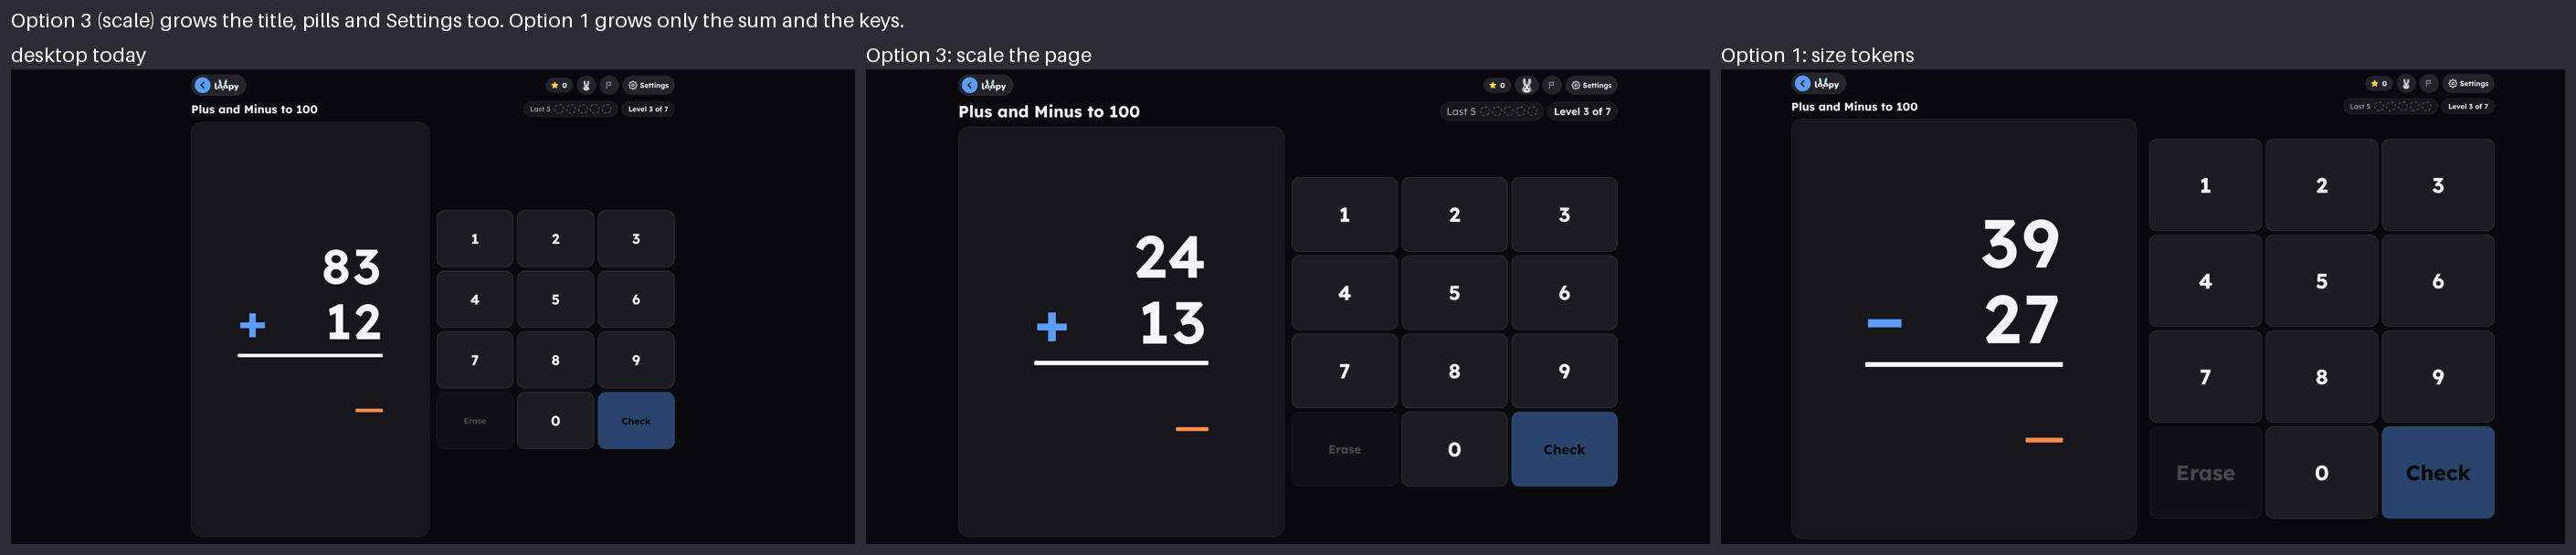 Option 3 (scale) grows the title, pills and Settings too. Option 1 grows only the sum and the keys.
desktop today
loopy
0
Settings
Plus and Minus to 100
Last 5
Level 3 of 7
83
+ 12
1 2 3
4 5 6
7 8 9
Erase 0 Check
Option 3: scale the page
loopy
0
Settings
Plus and Minus to 100
Last 5
Level 3 of 7
24
+ 13
1 2 3
4 5 6
7 8 9
Erase 0 Check
Option 1: size tokens
loopy
0
Settings
Plus and Minus to 100
Last 5
Level 3 of 7
39
− 27
1 2 3
4 5 6
7 8 9
Erase 0 Check